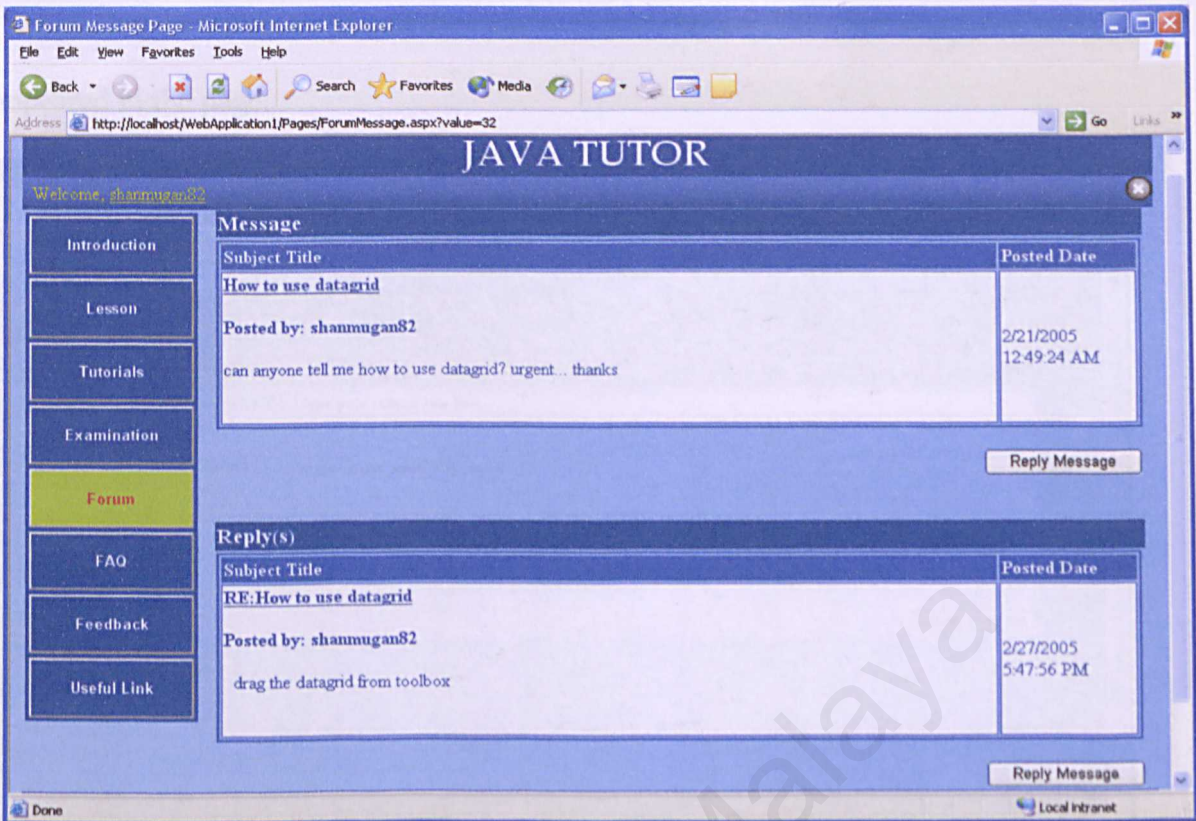 Forum Message Page - Microsoft Internet Explorer
File Edit View Favorites Tools Help
Back Search Favorites Media
Address http://localhost/WebApplication1/Pages/ForumMessage.aspx?value=32 Go Links »
JAVA TUTOR
Welcome, shanmugan82
Introduction
Lesson
Tutorials
Examination
Forum
FAQ
Feedback
Useful Link
Message
Subject Title Posted Date
How to use datagrid
Posted by: shanmugan82
can anyone tell me how to use datagrid? urgent... thanks
2/21/2005
12:49:24 AM
Reply Message
Reply(s)
Subject Title Posted Date
RE:How to use datagrid
Posted by: shanmugan82
drag the datagrid from toolbox
2/27/2005
5:47:56 PM
Reply Message
Done Local intranet
Malaya